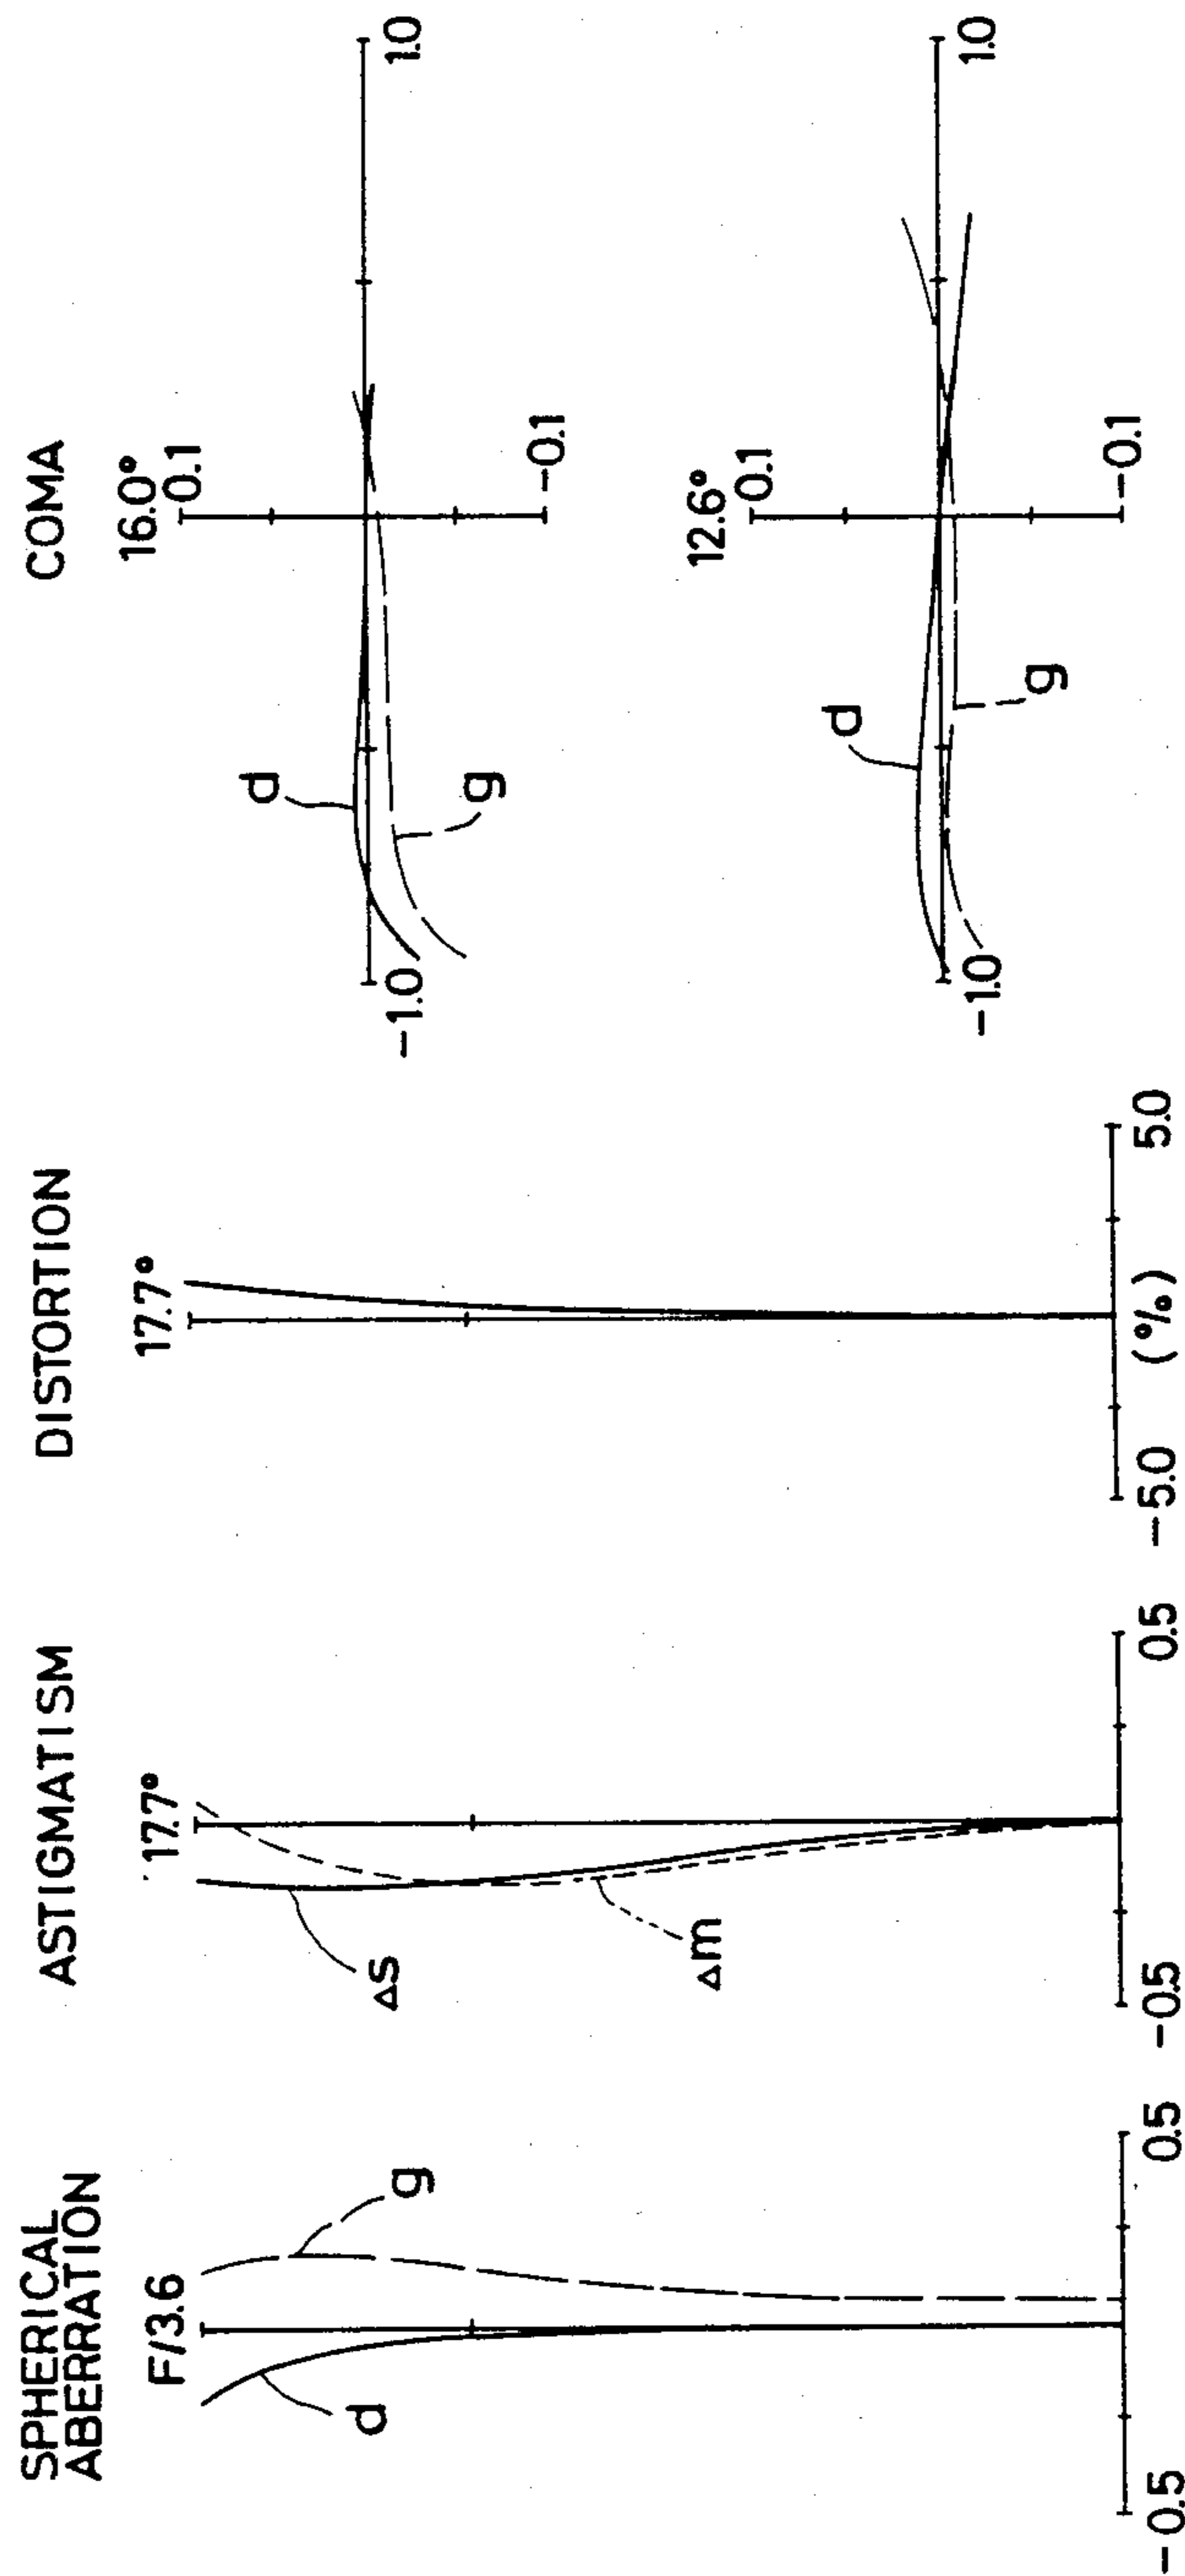 SPHERICAL
ABERRATION
F/3.6
d
g
-0.5
0.5
ASTIGMATISM
17.7°
Δs
Δm
-0.5
0.5
DISTORTION
17.7°
-5.0
(%)
5.0
COMA
16.0°
0.1
d
g
-1.0
1.0
-0.1
12.6°
0.1
d
g
-1.0
1.0
-0.1